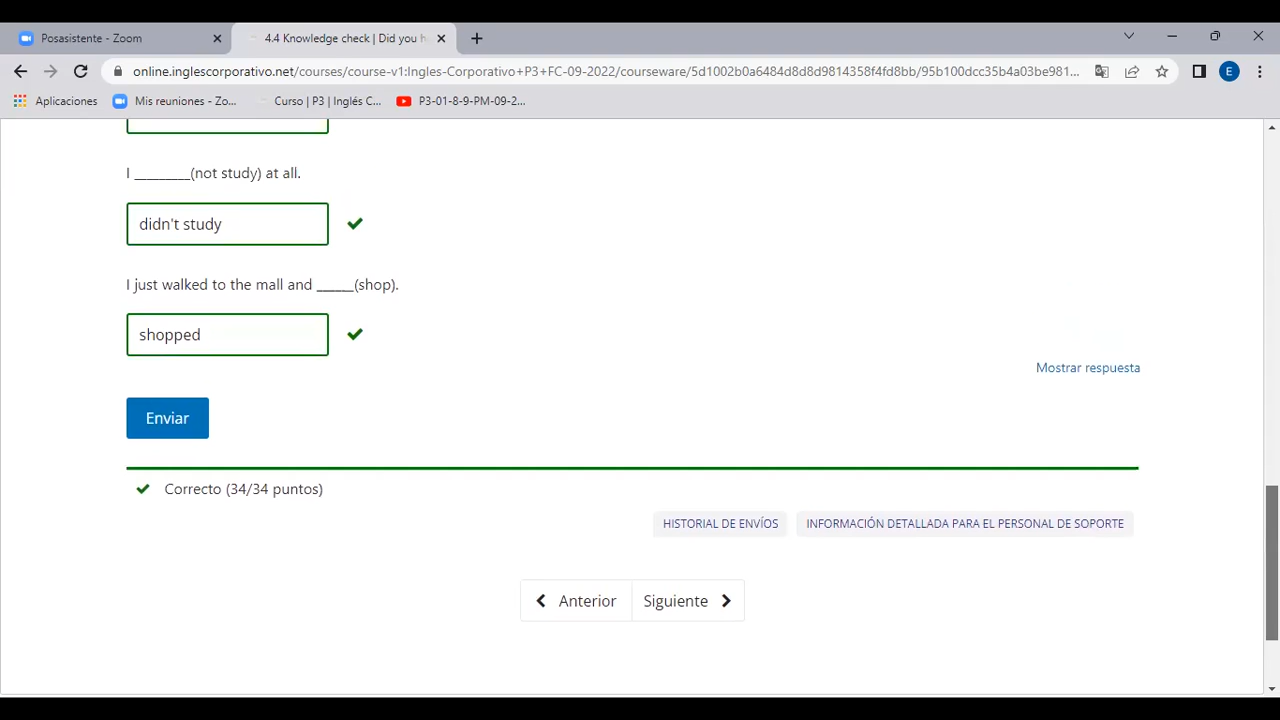 Posasistente - Zoom
4.4 Knowledge check | Did you h
online.inglescorporativo.net/courses/course-v1:Ingles-Corporativo+P3+FC-09-2022/courseware/5d1002b0a6484d8d8d9814358f4fd8bb/95b100dcc35b4a03be981...
E
Aplicaciones
Mis reuniones - Zo...
Curso | P3 | Inglés C...
P3-01-8-9-PM-09-2...
I ________(not study) at all.
didn't study
I just walked to the mall and _____(shop).
shopped
Mostrar respuesta
Enviar
Correcto (34/34 puntos)
HISTORIAL DE ENVÍOS
INFORMACIÓN DETALLADA PARA EL PERSONAL DE SOPORTE
Anterior
Siguiente